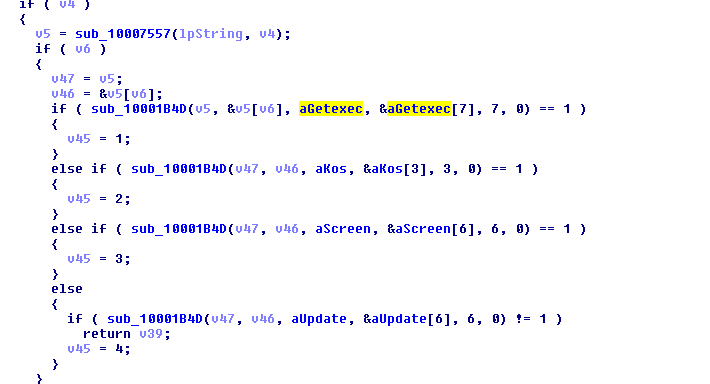 if ( v4 )
{
v5 = sub_10007557(lpString, v4);
if ( v6 )
{
v47 = v5;
v46 = &v5[v6];
if ( sub_10001B4D(v5, &v5[v6], aGetexec, &aGetexec[7], 7, 0) == 1 )
{
v45 = 1;
}
else if ( sub_10001B4D(v47, v46, aKos, &aKos[3], 3, 0) == 1 )
{
v45 = 2;
}
else if ( sub_10001B4D(v47, v46, aScreen, &aScreen[6], 6, 0) == 1 )
{
v45 = 3;
}
else
{
if ( sub_10001B4D(v47, v46, aUpdate, &aUpdate[6], 6, 0) != 1 )
return v39;
v45 = 4;
}
}